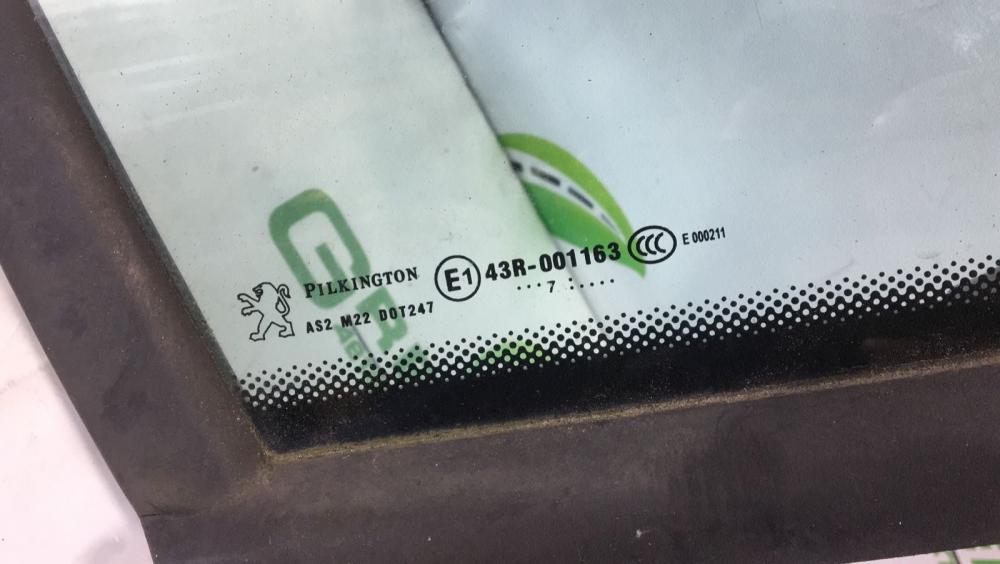 PILKINGTON
AS2 M22 DOT247
E1 43R-001163 CCC E 000211
...7 :....